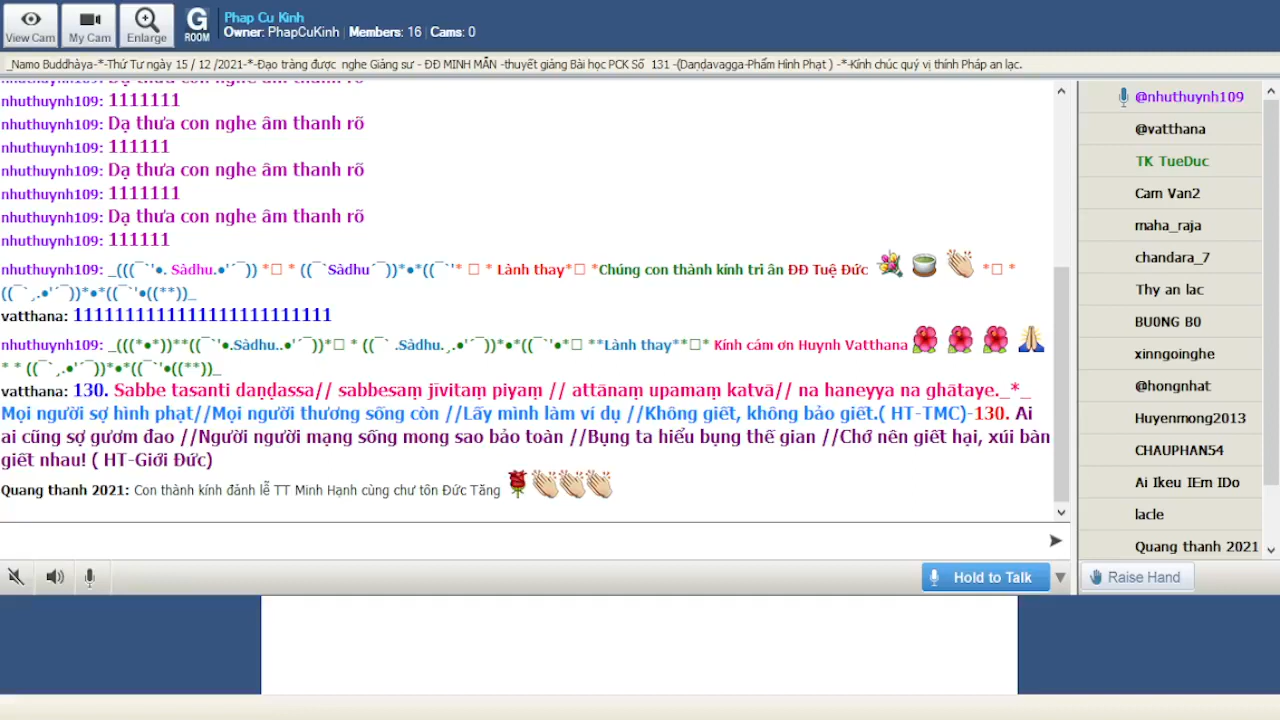 View Cam
My Cam
Enlarge
G
ROOM
Phap Cu Kinh
Owner: PhapCuKinh | Members: 16 | Cams: 0
_Namo Buddhàya-*-Thứ Tư ngày 15 / 12 /2021-*-Đạo tràng được nghe Giảng sư - ĐĐ MINH MẪN -thuyết giảng Bài học PCK Số 131 -(Daṇḍavagga-Phẩm Hình Phạt ) -*-Kính chúc quý vị thính Pháp an lạc.
nhuthuynh109: Dạ thưa con nghe âm thanh rõ
nhuthuynh109: 1111111
nhuthuynh109: Dạ thưa con nghe âm thanh rõ
nhuthuynh109: 111111
nhuthuynh109: Dạ thưa con nghe âm thanh rõ
nhuthuynh109: 1111111
nhuthuynh109: Dạ thưa con nghe âm thanh rõ
nhuthuynh109: 111111
nhuthuynh109: _(((¯`'•. Sàdhu.•'´¯)) *□ * ((¯`Sàdhu´¯))*•*((¯`'* □ * Lành thay*□ *Chúng con thành kính tri ân ĐĐ Tuệ Đức 💐 🍵 👏 *□ *
((¯`¸.•'´¯))*•*((¯`'•((**))_
vatthana: 1111111111111111111111111
nhuthuynh109: _(((*•*))**((¯`'•.Sàdhu..•'´¯))*□ * ((¯` .Sàdhu.¸.•'´¯))*•*((¯`'•*□ **Lành thay**□* Kính cám ơn Huynh Vatthana 🌺 🌺 🌺 🙏
* * ((¯`¸.•'´¯))*•*((¯`'•((**))_
vatthana: 130. Sabbe tasanti daṇḍassa// sabbesaṃ jīvitaṃ piyaṃ // attānaṃ upamaṃ katvā// na haneyya na ghātaye._*_
Mọi người sợ hình phạt//Mọi người thương sống còn //Lấy mình làm ví dụ //Không giết, không bảo giết.( HT-TMC)-130. Ai
ai cũng sợ gươm đao //Người người mạng sống mong sao bảo toàn //Bụng ta hiểu bụng thế gian //Chớ nên giết hại, xúi bàn
giết nhau! ( HT-Giới Đức)
Quang thanh 2021: Con thành kính đảnh lễ TT Minh Hạnh cùng chư tôn Đức Tăng 🌹👏👏👏
Hold to Talk
@nhuthuynh109
@vatthana
TK TueDuc
Cam Van2
maha_raja
chandara_7
Thy an lac
BU0NG B0
xinngoinghe
@hongnhat
Huyenmong2013
CHAUPHAN54
Ai Ikeu IEm IDo
lacle
Quang thanh 2021
Raise Hand